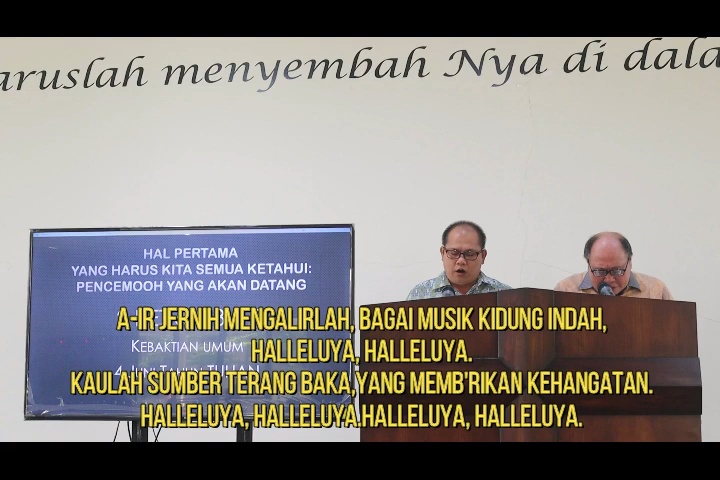 aruslah menyembah Nya di dala
HAL PERTAMA
YANG HARUS KITA SEMUA KETAHUI:
PENCEMOOH YANG AKAN DATANG
KEBAKTIAN UMUM
A-IR JERNIH MENGALIRLAH, BAGAI MUSIK KIDUNG INDAH,
HALLELUYA, HALLELUYA.
KAULAH SUMBER TERANG BAKA,YANG MEMB'RIKAN KEHANGATAN.
HALLELUYA, HALLELUYA.HALLELUYA, HALLELUYA.